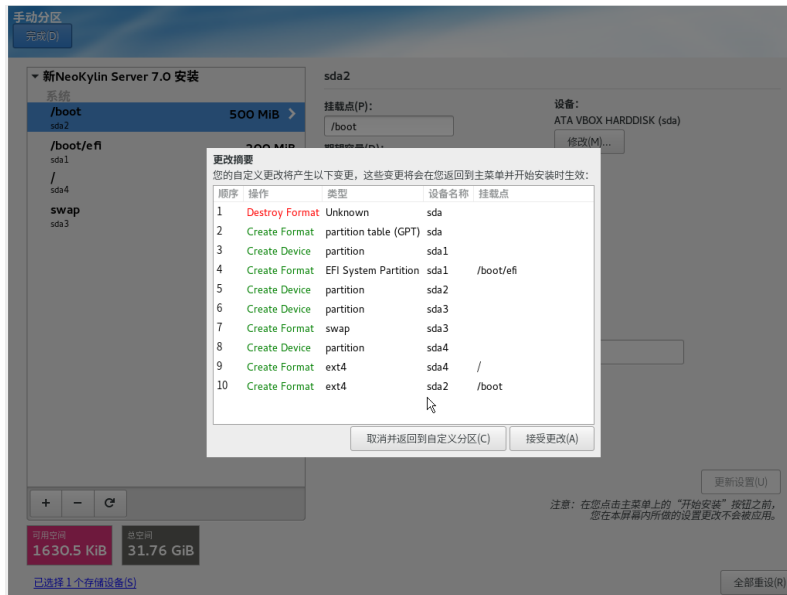 手动分区
完成(D)
新NeoKylin Server 7.0 安装
系统
/boot
500 MiB
sda2
/boot/efi
200 MiB
sda1
/
sda4
swap
sda3
sda2
挂载点(P):
/boot
设备:
ATA VBOX HARDDISK (sda)
修改(M)...
更改摘要
您的自定义更改将产生以下变更，这些变更将会在您返回到主菜单并开始安装时生效：
顺序 操作 类型 设备名称 挂载点
1 Destroy Format Unknown sda
2 Create Format partition table (GPT) sda
3 Create Device partition sda1
4 Create Format EFI System Partition sda1 /boot/efi
5 Create Device partition sda2
6 Create Device partition sda3
7 Create Format swap sda3
8 Create Device partition sda4
9 Create Format ext4 sda4 /
10 Create Format ext4 sda2 /boot
取消并返回到自定义分区(C)
接受更改(A)
更新设置(U)
注意：在您点击主菜单上的“开始安装”按钮之前，
您在本屏幕内所做的设置更改不会被应用。
可用空间
1630.5 KiB
总空间
31.76 GiB
已选择 1 个存储设备(S)
全部重设(R)